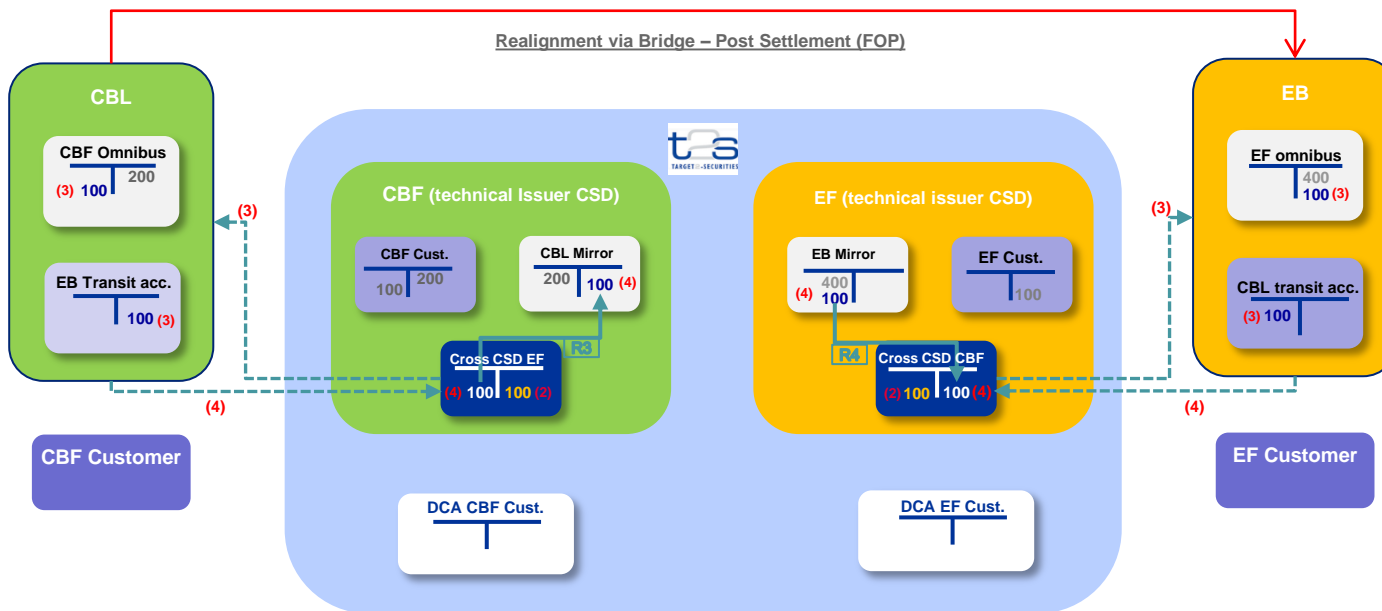 Realignment via Bridge – Post Settlement (FOP)
CBL
CBF Omnibus
200
(3) 100
EB Transit acc.
100 (3)
(3)
(4)
CBF Customer
t2s
TARGET2-SECURITIES
CBF (technical Issuer CSD)
CBF Cust.
200
100
CBL Mirror
200 100 (4)
R3
Cross CSD EF
(4) 100 100 (2)
EF (technical issuer CSD)
EB Mirror
400
(4) 100
EF Cust.
100
R4
Cross CSD CBF
(2) 100 100 (4)
DCA CBF Cust.
DCA EF Cust.
EB
EF omnibus
400
100 (3)
CBL transit acc.
(3) 100
(3)
(4)
EF Customer